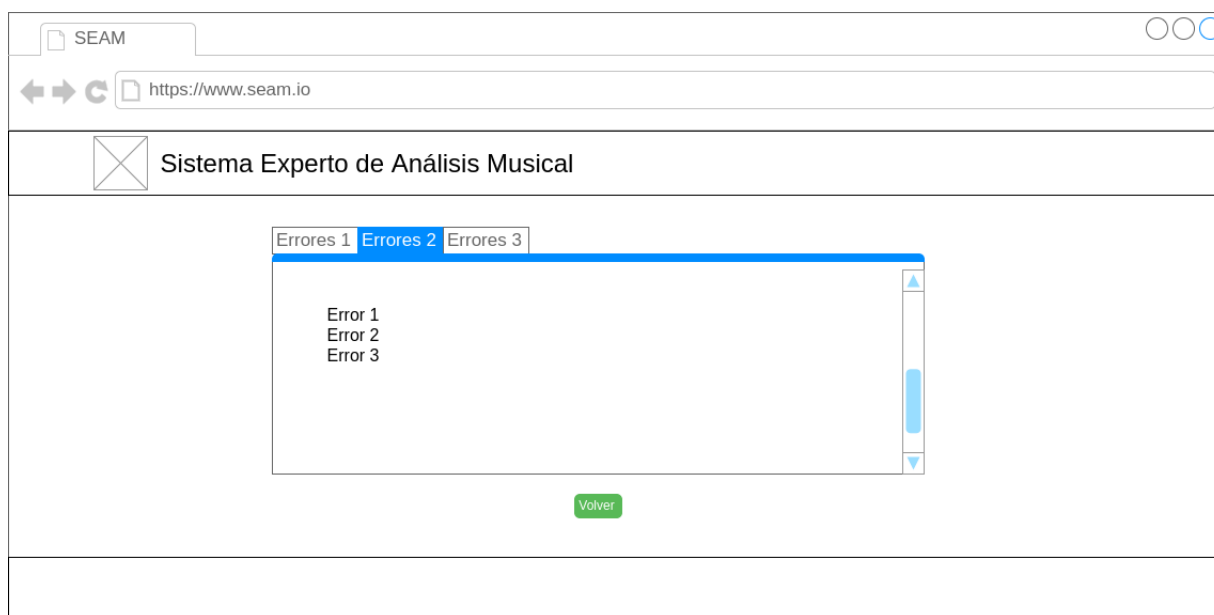 SEAM
https://www.seam.io
Sistema Experto de Análisis Musical
Errores 1 Errores 2 Errores 3
Error 1
Error 2
Error 3
Volver